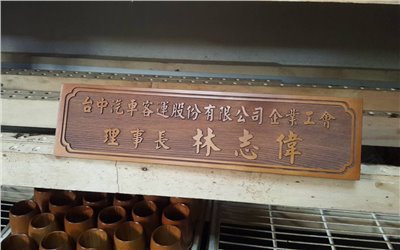 台中汽車客運股份有限公司企業工會
理事長 林志偉